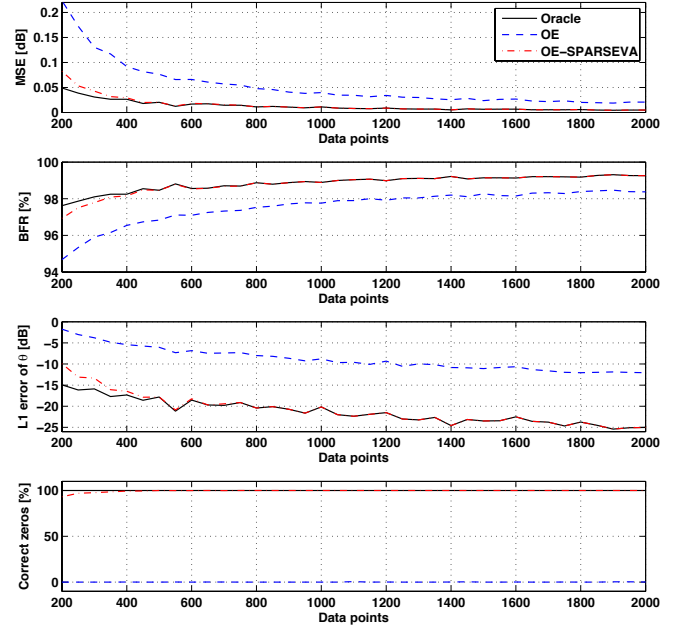 MSE [dB]
0.2
0.15
0.1
0.05
0
200 400 600 800 1000 1200 1400 1600 1800 2000
Data points
Oracle
OE
OE−SPARSEVA
BFR [%]
100
98
96
94
200 400 600 800 1000 1200 1400 1600 1800 2000
Data points
L1 error of θ [dB]
0
−5
−10
−15
−20
−25
200 400 600 800 1000 1200 1400 1600 1800 2000
Data points
Correct zeros [%]
100
50
0
200 400 600 800 1000 1200 1400 1600 1800 2000
Data points